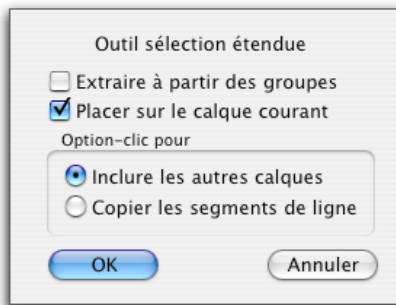 Outil sélection étendue
Extraire à partir des groupes
Placer sur le calque courant
Option-clic pour
Inclure les autres calques
Copier les segments de ligne
OK Annuler